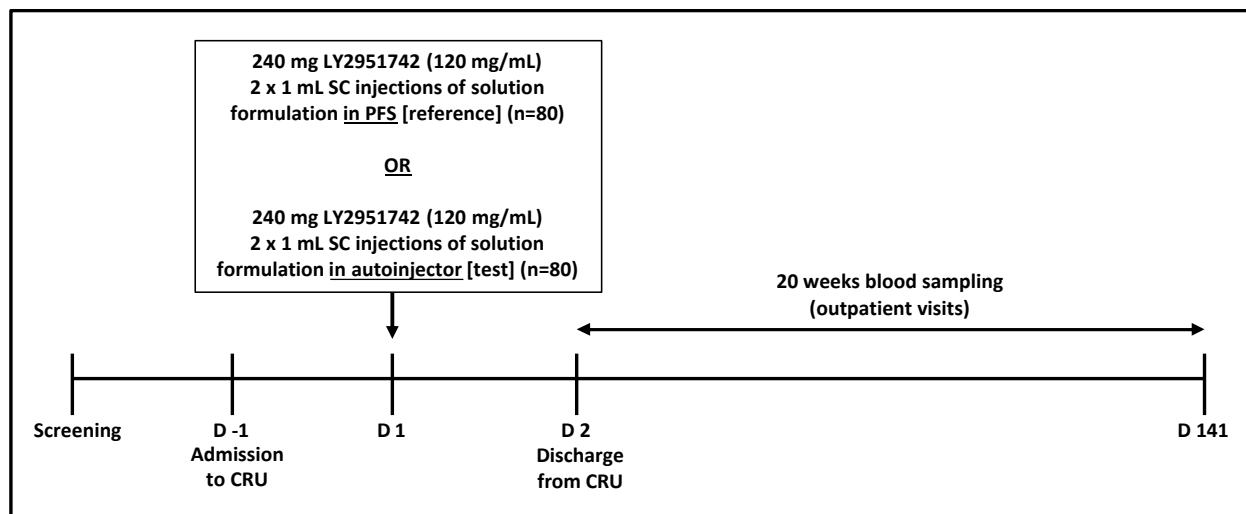 240 mg LY2951742 (120 mg/mL)
2 x 1 mL SC injections of solution
formulation in PFS [reference] (n=80)
OR
240 mg LY2951742 (120 mg/mL)
2 x 1 mL SC injections of solution
formulation in autoinjector [test] (n=80)
20 weeks blood sampling
(outpatient visits)
Screening
D -1
Admission
to CRU
D 1
D 2
Discharge
from CRU
D 141